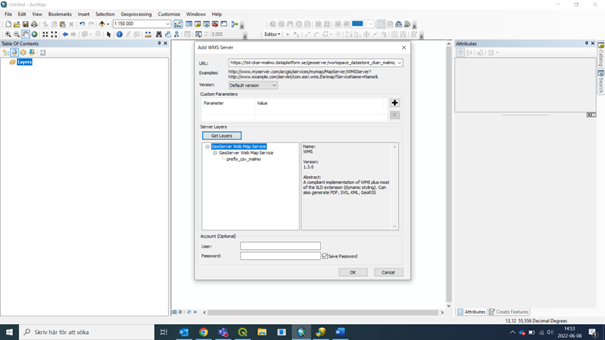 Untitled - ArcMap
File Edit View Bookmarks Insert Selection Geoprocessing Customize Windows Help
1:150 000
Editor
Table Of Contents
Layers
Add WMS Server
URL: https://tst-ckan-malmo.dataplatform.se/geoserver/workspace_datastore_ckan_malmo,
Examples: http://www.myserver.com/arcgis/services/mymap/MapServer/WMSServer?
http://www.example.com/servlet/com.esri.wms.Esrimap?ServiceName=Name&
Version: Default version
Custom Parameters
Parameter Value
Server Layers
Get Layers
GeoServer Web Map Service
GeoServer Web Map Service
prefix_csv_malmo
Name:
WMS
Version:
1.3.0
Abstract:
A compliant implementation of WMS plus most
of the SLD extension (dynamic styling). Can
also generate PDF, SVG, KML, GeoRSS
Account (Optional)
User:
Password:
Save Password
OK Cancel
Attributes
Catalog
Search
Attributes Create Features
13,12 55,556 Decimal Degrees
Skriv här för att söka
14:53
2022-06-08